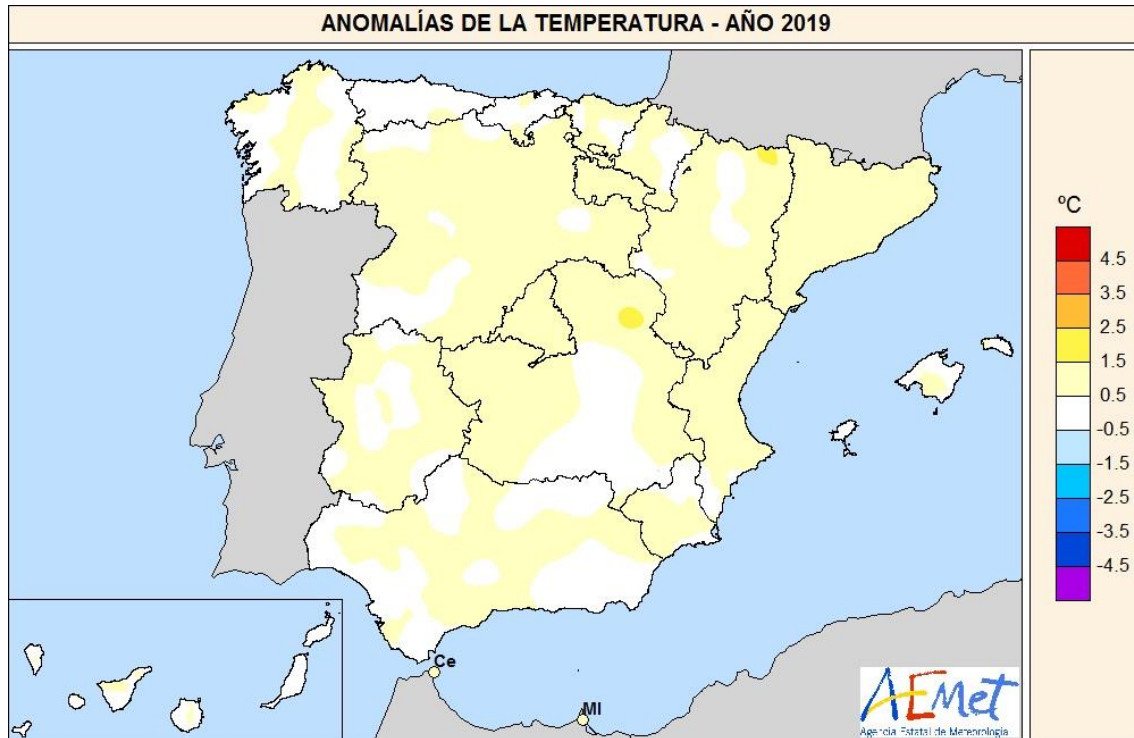 ANOMALÍAS DE LA TEMPERATURA - AÑO 2019
ºC
4.5
3.5
2.5
1.5
0.5
-0.5
-1.5
-2.5
-3.5
-4.5
Ce
Ml
AEMet
Agencia Estatal de Meteorología